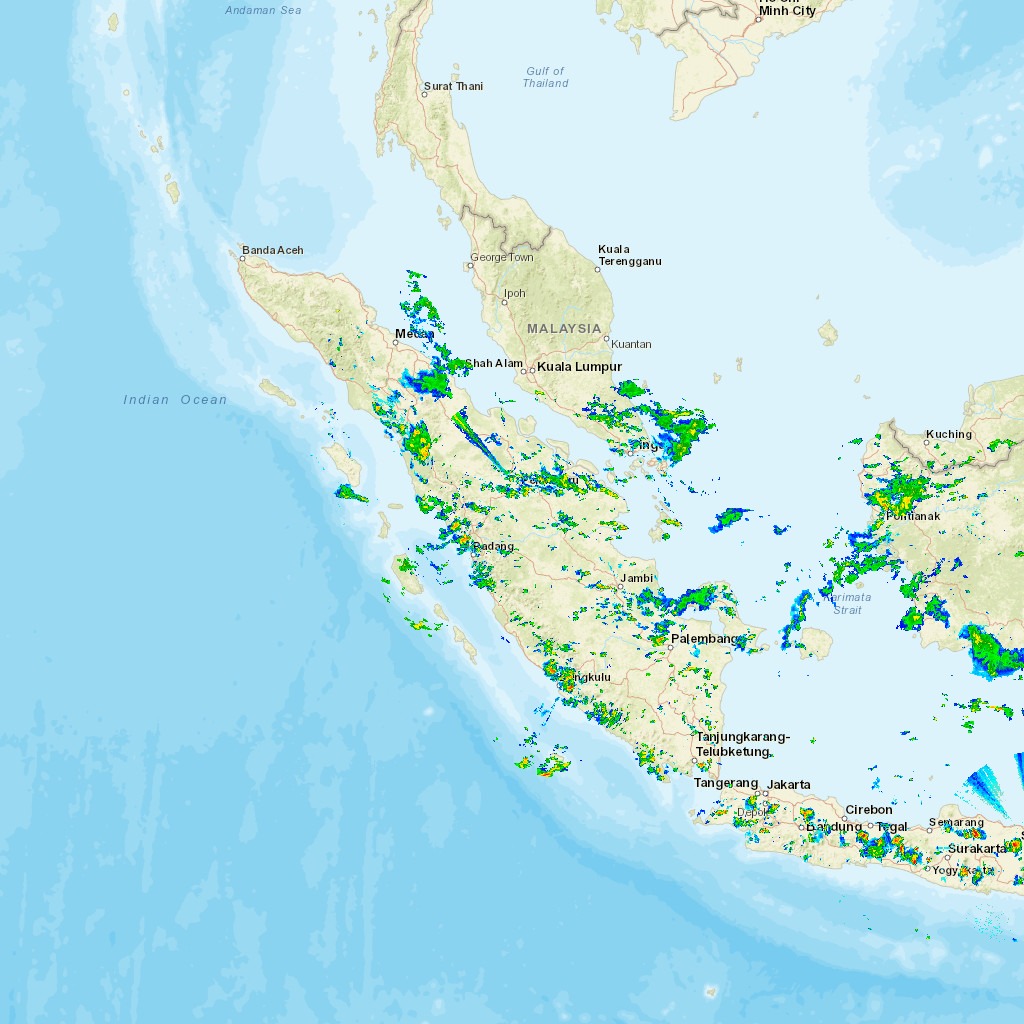 Andaman Sea
Minh City
Gulf of
Thailand
Surat Thani
Banda Aceh
George Town
Kuala
Terengganu
Ipoh
MALAYSIA
Kuantan
Shah Alam
Kuala Lumpur
Indian Ocean
Kuching
Pontianak
Padang
Jambi
Karimata
Strait
Palembang
Tanjungkarang-
Telubketung
Tangerang
Jakarta
Depok
Cirebon
Bandung
Tegal
Semarang
Surakarta